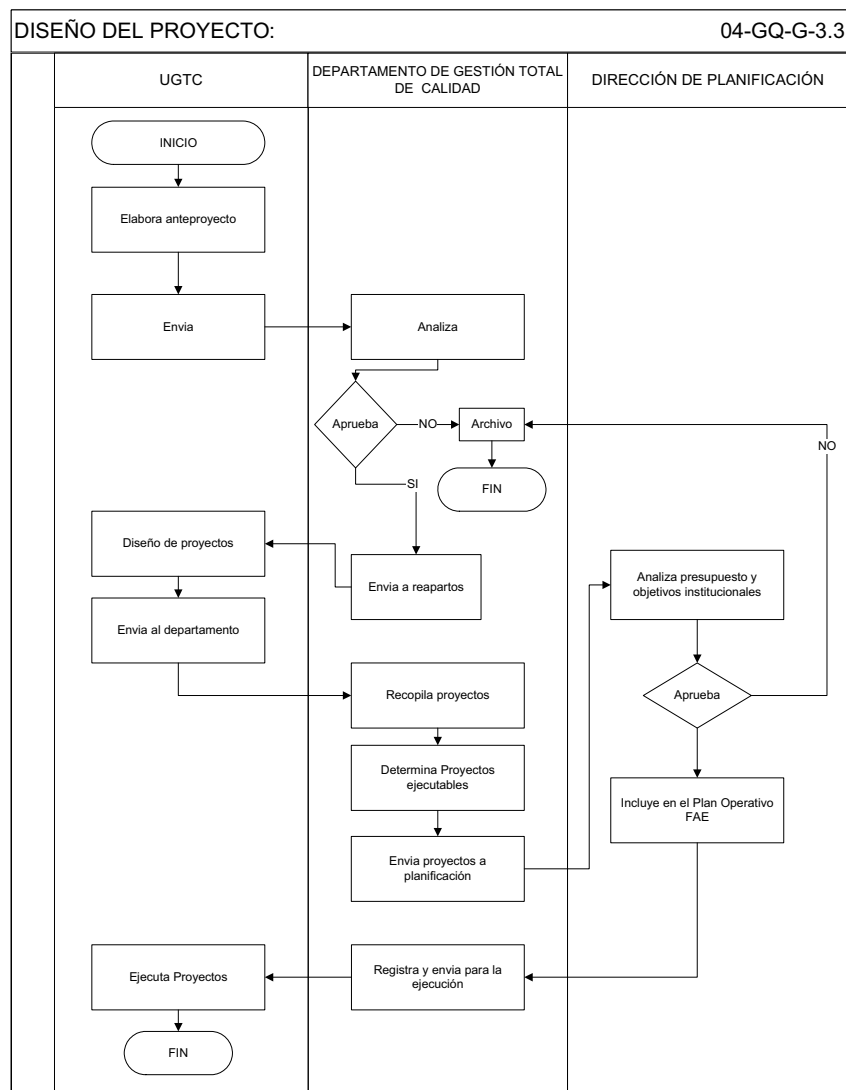 DISEÑO DEL PROYECTO:
04-GQ-G-3.3
UGTC
DEPARTAMENTO DE GESTIÓN TOTAL
DE CALIDAD
DIRECCIÓN DE PLANIFICACIÓN
INICIO
Elabora anteproyecto
Envia
Analiza
Aprueba
NO
Archivo
NO
FIN
SI
Diseño de proyectos
Envia a reapartos
Analiza presupuesto y
objetivos institucionales
Envia al departamento
Recopila proyectos
Aprueba
Determina Proyectos
ejecutables
Incluye en el Plan Operativo
FAE
Envia proyectos a
planificación
Ejecuta Proyectos
Registra y envia para la
ejecución
FIN